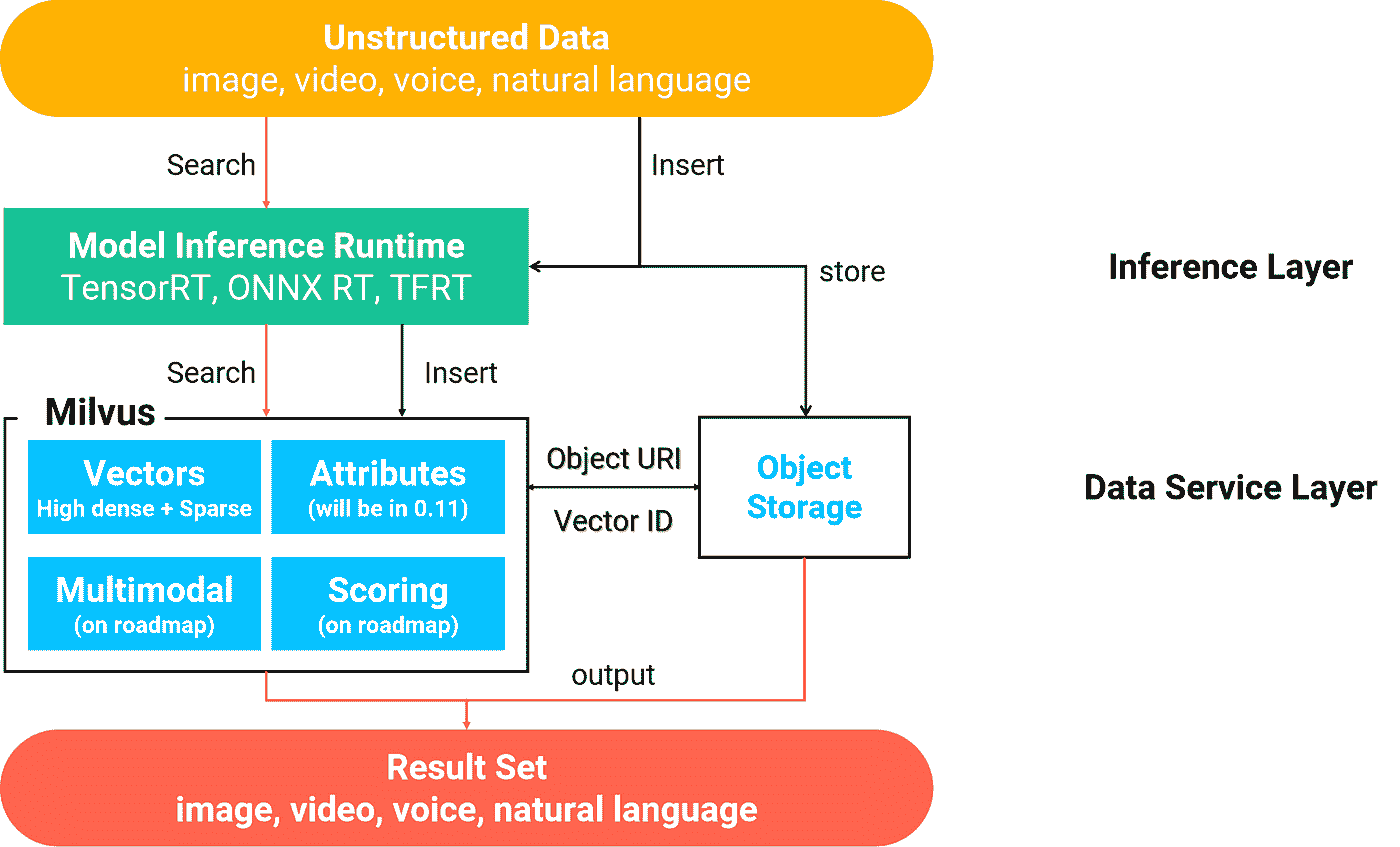 Unstructured Data
image, video, voice, natural language
Search
Insert
Model Inference Runtime
TensorRT, ONNX RT, TFRT
Inference Layer
store
Search
Insert
Milvus
Vectors
High dense + Sparse
Attributes
(will be in 0.11)
Object URI
Vector ID
Object
Storage
Data Service Layer
Multimodal
(on roadmap)
Scoring
(on roadmap)
output
Result Set
image, video, voice, natural language